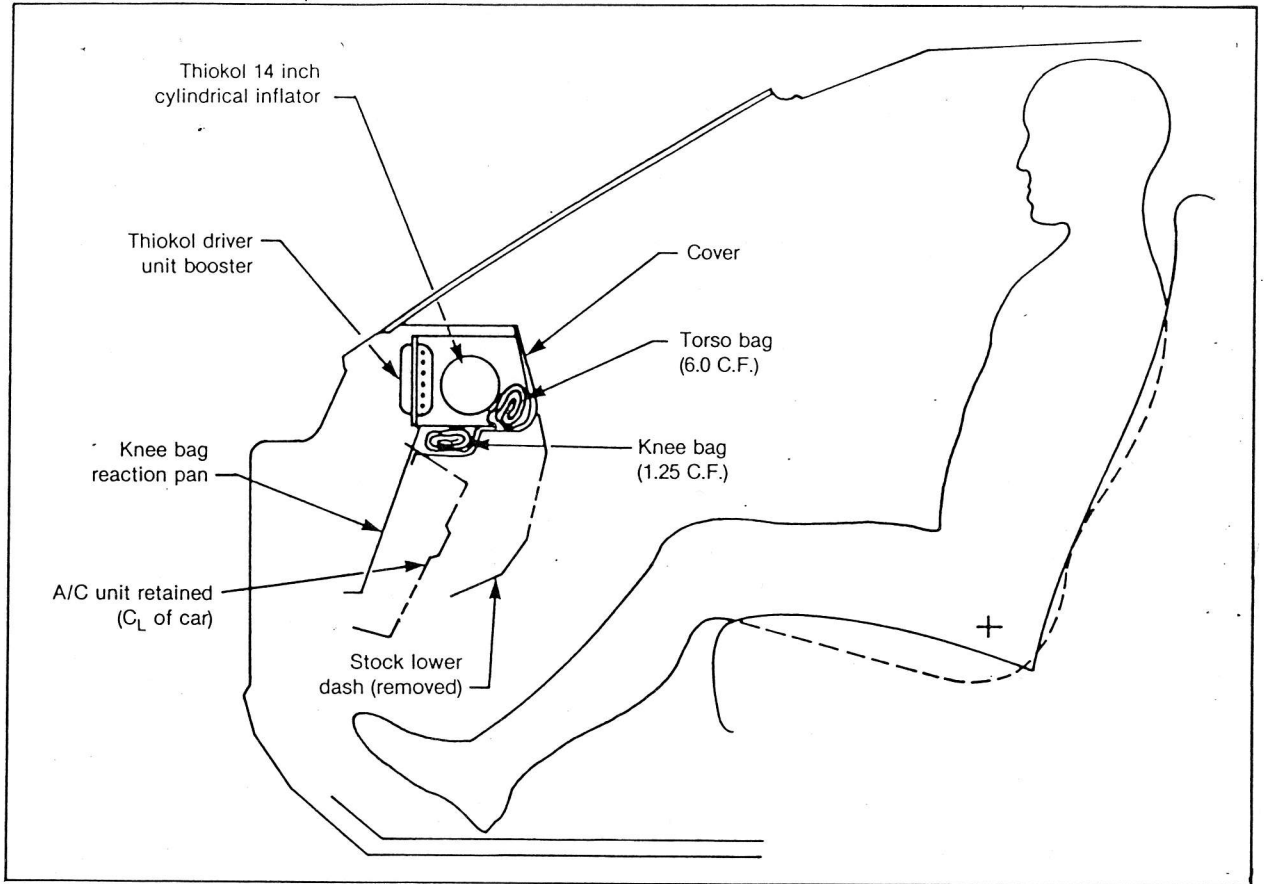 Thiokol 14 inch
cylindrical inflator
Thiokol driver
unit booster
Cover
Torso bag
(6.0 C.F.)
Knee bag
(1.25 C.F.)
Knee bag
reaction pan
A/C unit retained
(CL of car)
Stock lower
dash (removed)